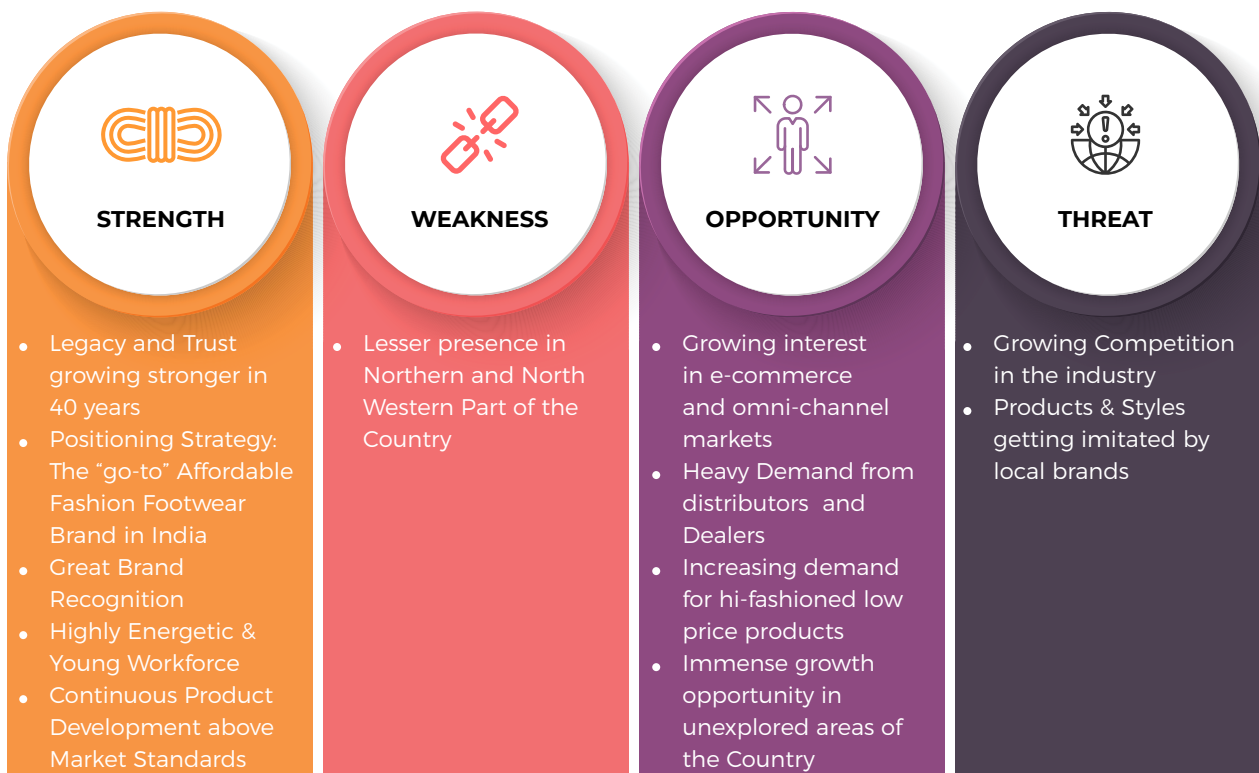 STRENGTH
• Legacy and Trust
growing stronger in
40 years
• Positioning Strategy:
The “go-to” Affordable
Fashion Footwear
Brand in India
• Great Brand
Recognition
• Highly Energetic &
Young Workforce
• Continuous Product
Development above
Market Standards
WEAKNESS
• Lesser presence in
Northern and North
Western Part of the
Country
OPPORTUNITY
• Growing interest
in e-commerce
and omni-channel
markets
• Heavy Demand from
distributors and
Dealers
• Increasing demand
for hi-fashioned low
price products
• Immense growth
opportunity in
unexplored areas of
the Country
THREAT
• Growing Competition
in the industry
• Products & Styles
getting imitated by
local brands